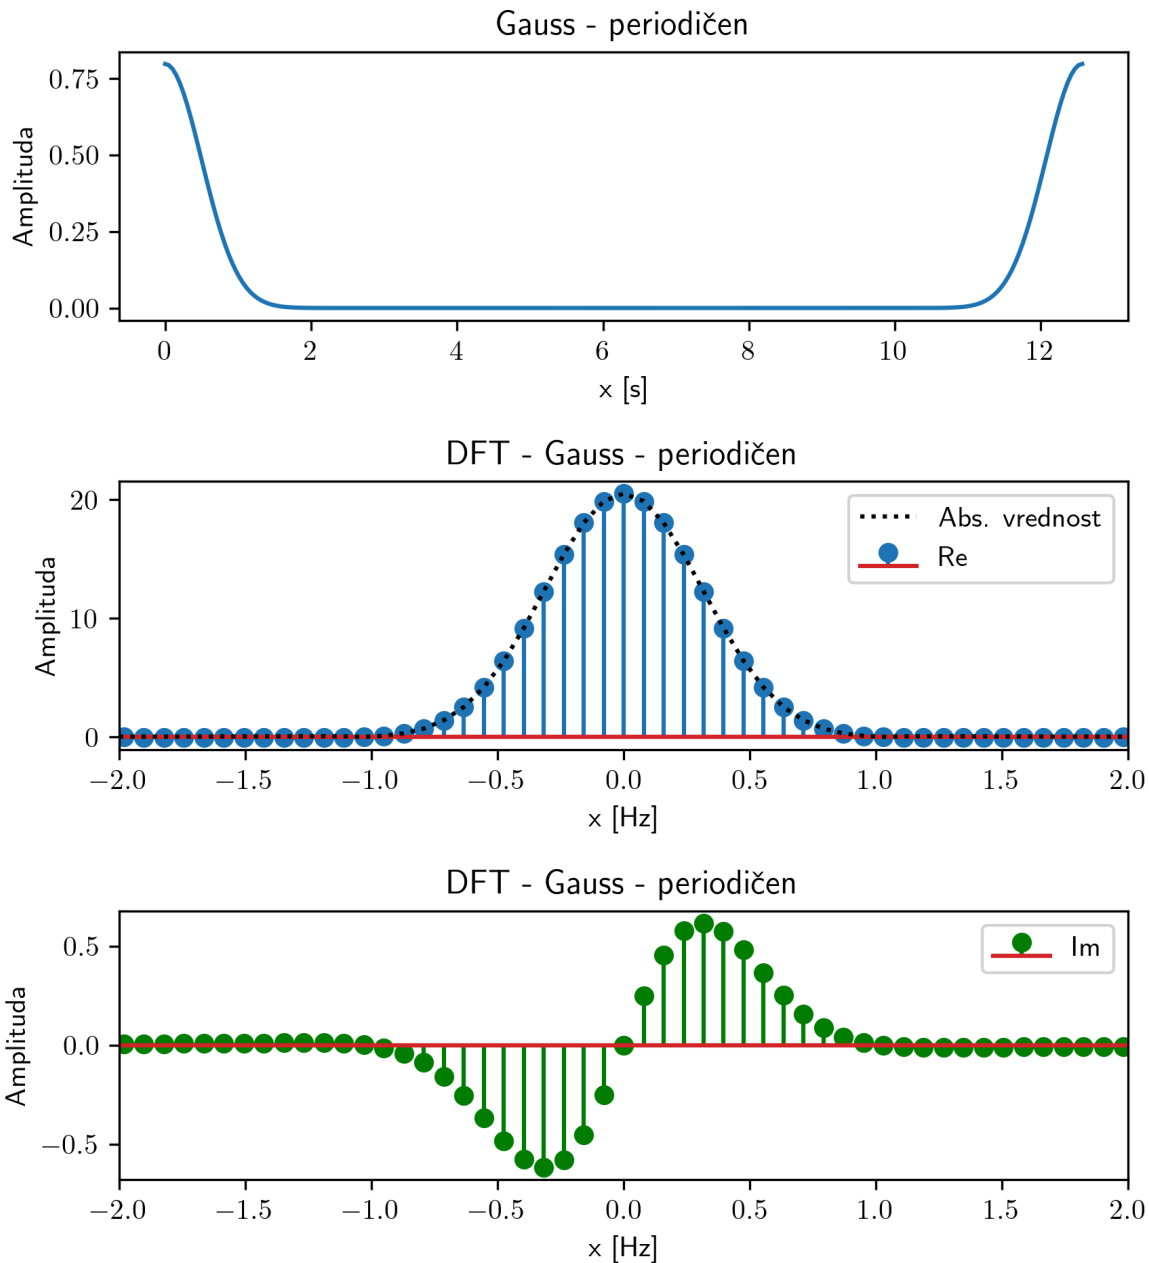 Gauss - periodičen
Amplituda
0.75
0.50
0.25
0.00
0 2 4 6 8 10 12
x [s]
DFT - Gauss - periodičen
Amplituda
20
10
0
Abs. vrednost
Re
−2.0 −1.5 −1.0 −0.5 0.0 0.5 1.0 1.5 2.0
x [Hz]
DFT - Gauss - periodičen
Amplituda
0.5
0.0
−0.5
Im
−2.0 −1.5 −1.0 −0.5 0.0 0.5 1.0 1.5 2.0
x [Hz]